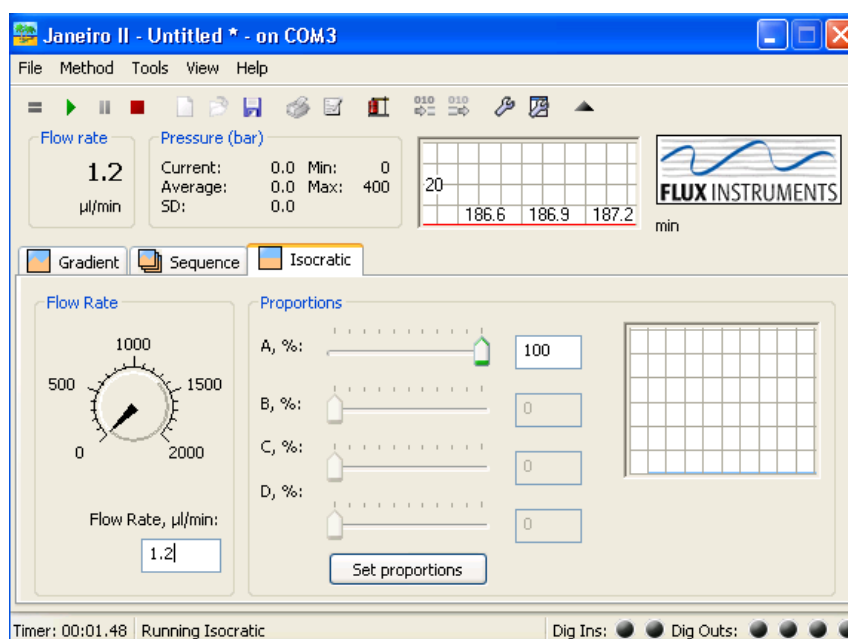 Janeiro II - Untitled * - on COM3
File Method Tools View Help
010 010
Flow rate
1.2
µl/min
Pressure (bar)
Current: 0.0 Min: 0
Average: 0.0 Max: 400
SD: 0.0
20
186.6 186.9 187.2
min
FLUX INSTRUMENTS
Gradient Sequence Isocratic
Flow Rate
0 500 1000 1500 2000
Flow Rate, µl/min:
1.2
Proportions
A, %: 100
B, %: 0
C, %: 0
D, %: 0
Set proportions
Timer: 00:01.48 Running Isocratic Dig Ins: Dig Outs: